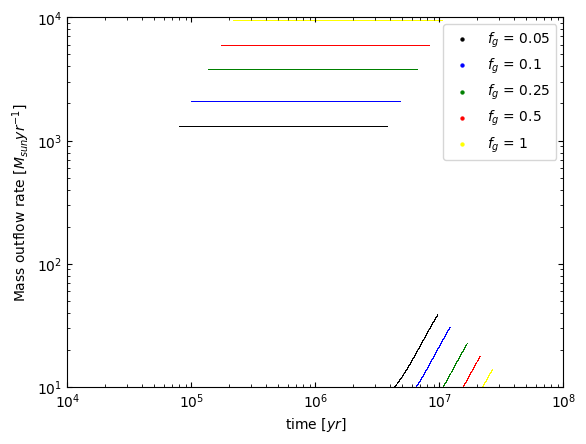 Mass outflow rate [$M_{sun}yr^{-1}$]
10^4
10^3
10^2
10^1
f_g = 0.05
f_g = 0.1
f_g = 0.25
f_g = 0.5
f_g = 1
10^4 10^5 10^6 10^7 10^8
time [yr]